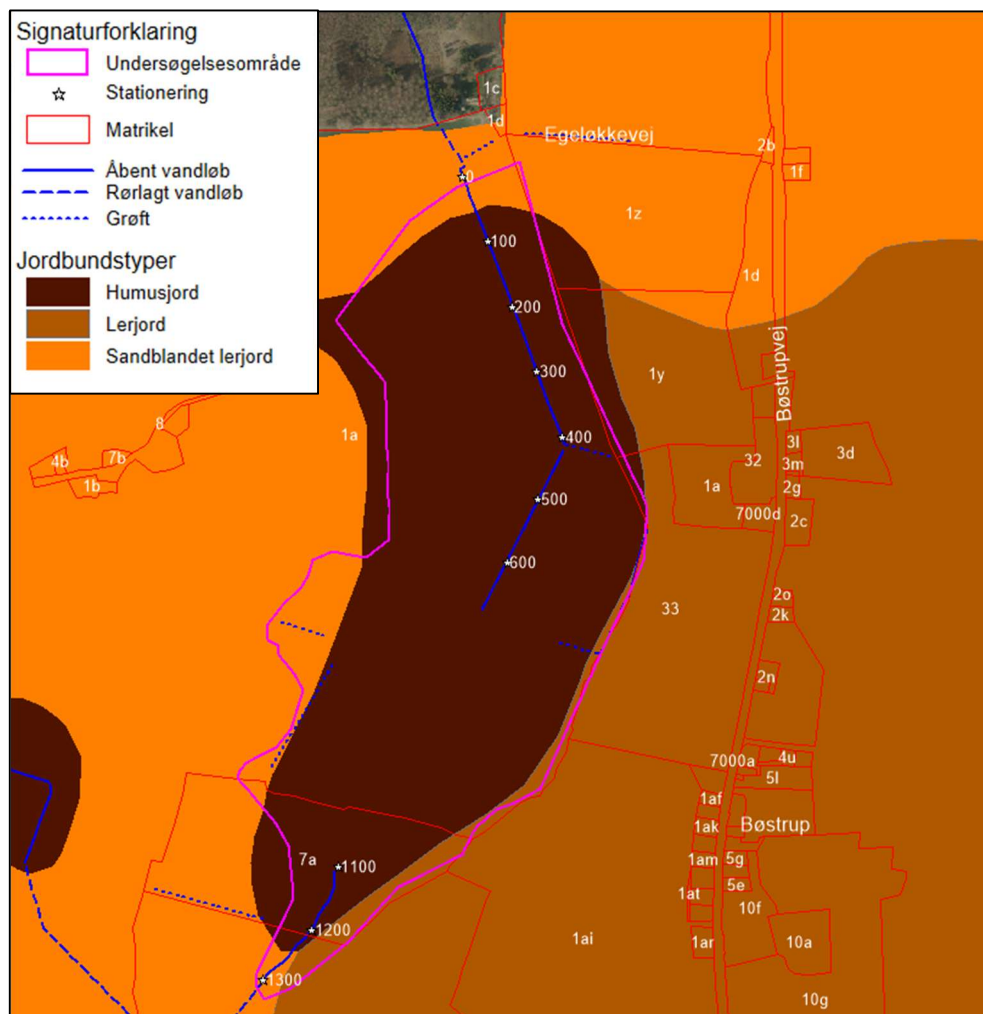 Signaturforklaring
Undersøgelsesområde
Stationering
Matrikel
Åbent vandløb
Rørlagt vandløb
Grøft
Jordbundstyper
Humusjord
Lerjord
Sandblandet lerjord
1c
1d
Egeløkkevej
2b
1f
0
1z
100
1d
200
Bøstrupvej
300
1y
8
1a
400
3l
3d
4b
7b
32
3m
1b
1a
2g
500
7000d
2c
600
2o
33
2k
2n
7000a
4u
5l
1af
1ak
Bøstrup
7a
1100
1am
5g
5e
1at
10f
1200
1ai
1ar
10a
1300
10g